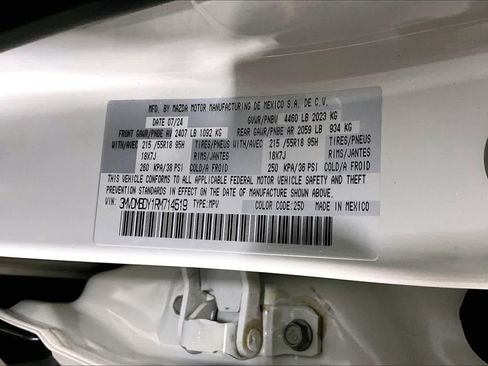 MFD. BY MAZDA MOTOR MANUFACTURING DE MEXICO S.A. DE C.V.
DATE 07/24 GVWR/PNBV 4460 LB 2023 KG
FRONT GAWR/PNBE AV 2407 LB 1092 KG REAR GAWR/PNBE AR 2059 LB 934 KG
WITH/AVEC 215 /55R18 95H TIRES/PNEUS WITH/AVEC 215 /55R18 95H TIRES/PNEUS
18X7J RIMS/JANTES 18X7J RIMS/JANTES
260 KPA/38 PSI COLD/A FROID 250 KPA/36 PSI COLD/A FROID
CONFORMS TO ALL APPLICABLE FEDERAL MOTOR VEHICLE SAFETY AND THEFT
PREVENTION STANDARDS IN EFFECT ON THE DATE OF MANUFACTURE SHOWN ABOVE.
VIN: TYPE:MPV COLOR CODE:25D MADE IN MEXICO